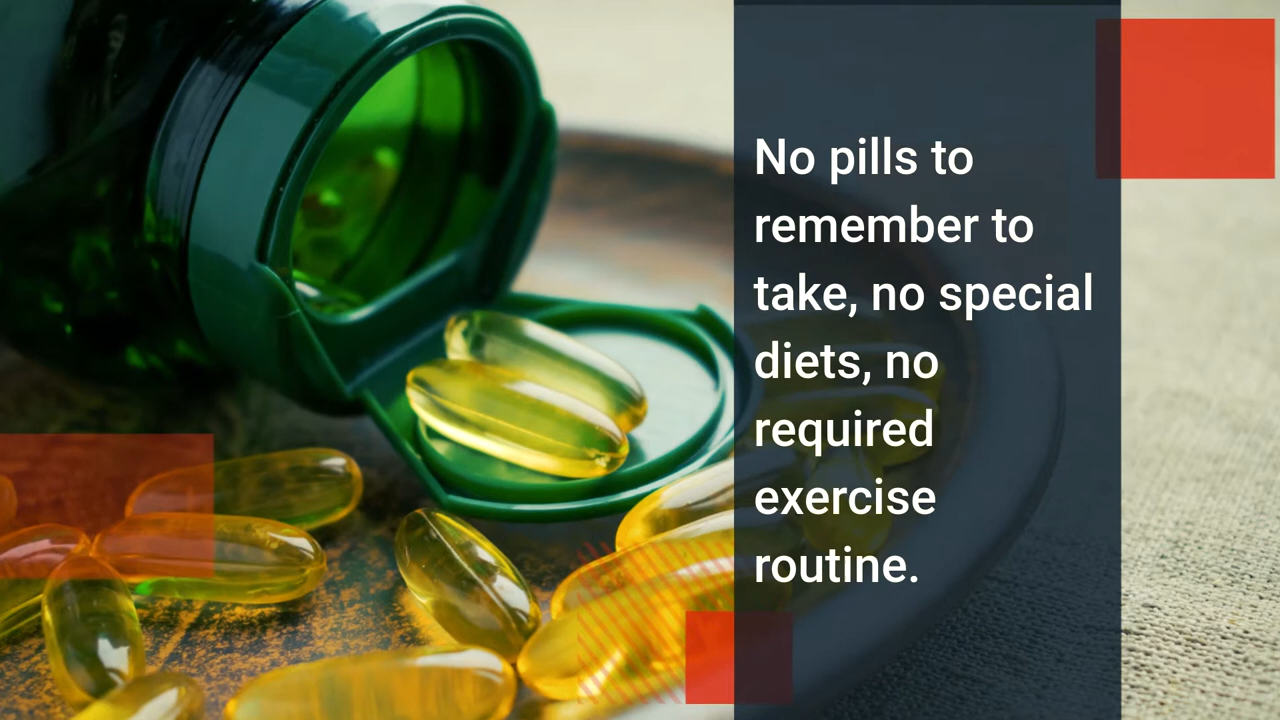 No pills to
remember to
take, no special
diets, no
required
exercise
routine.